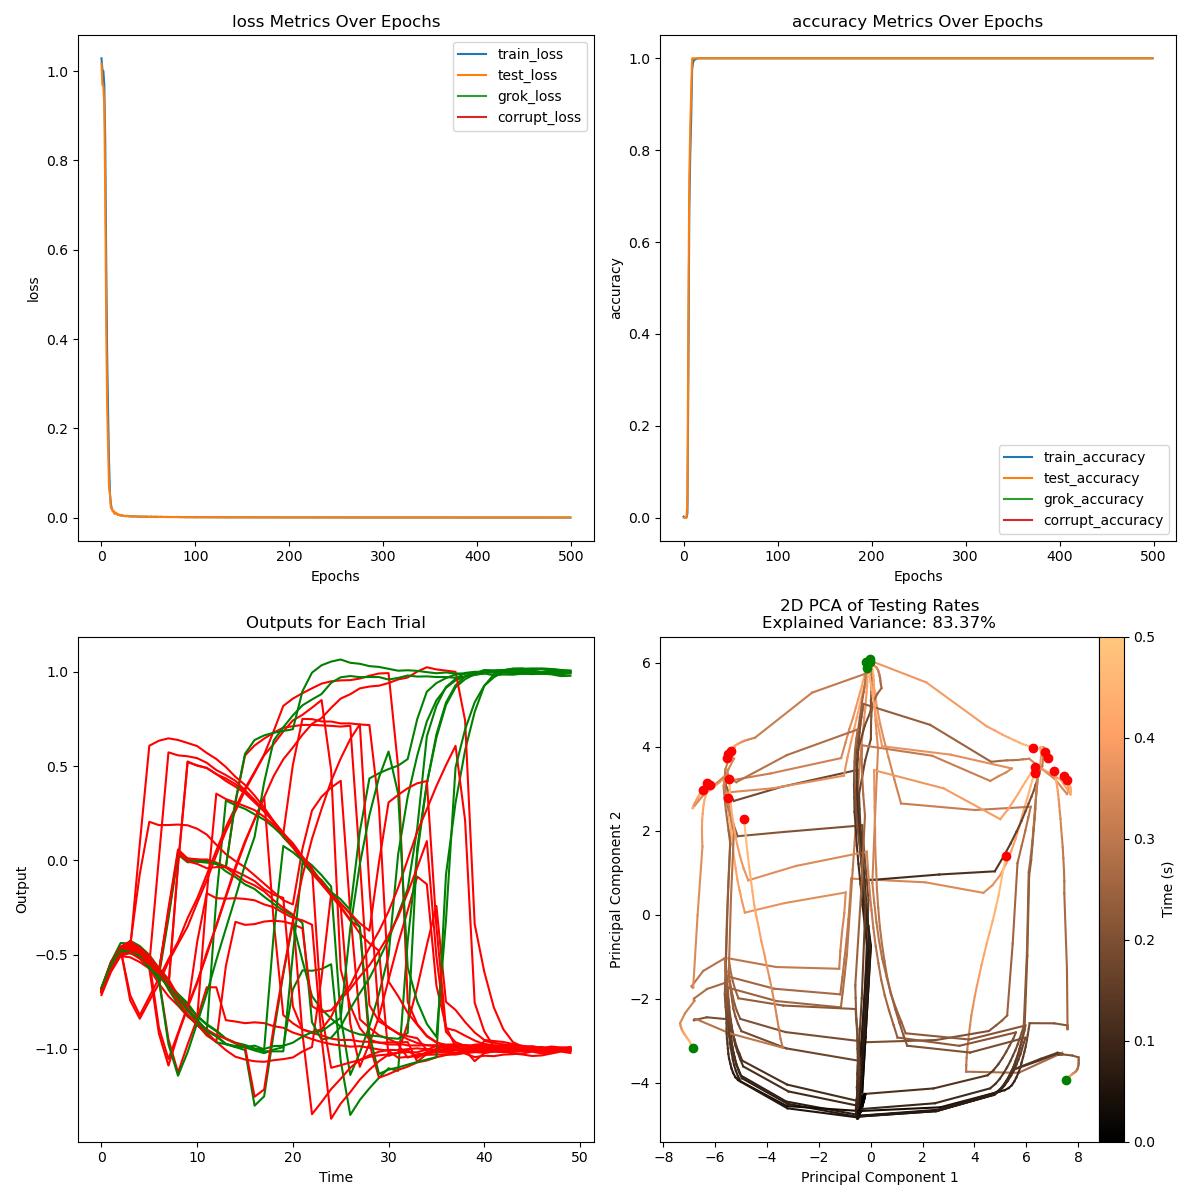 loss Metrics Over Epochs
1.0
0.8
0.6
0.4
0.2
0.0
loss
0
100
200
300
400
500
Epochs
train_loss
test_loss
grok_loss
corrupt_loss
accuracy Metrics Over Epochs
1.0
0.8
0.6
0.4
0.2
0.0
accuracy
0
100
200
300
400
500
Epochs
train_accuracy
test_accuracy
grok_accuracy
corrupt_accuracy
Outputs for Each Trial
1.0
0.5
0.0
−0.5
−1.0
Output
0
10
20
30
40
50
Time
2D PCA of Testing Rates
Explained Variance: 83.37%
6
4
2
0
−2
−4
Principal Component 2
−8
−6
−4
−2
0
2
4
6
8
Principal Component 1
0.5
0.4
0.3
0.2
0.1
0.0
Time (s)